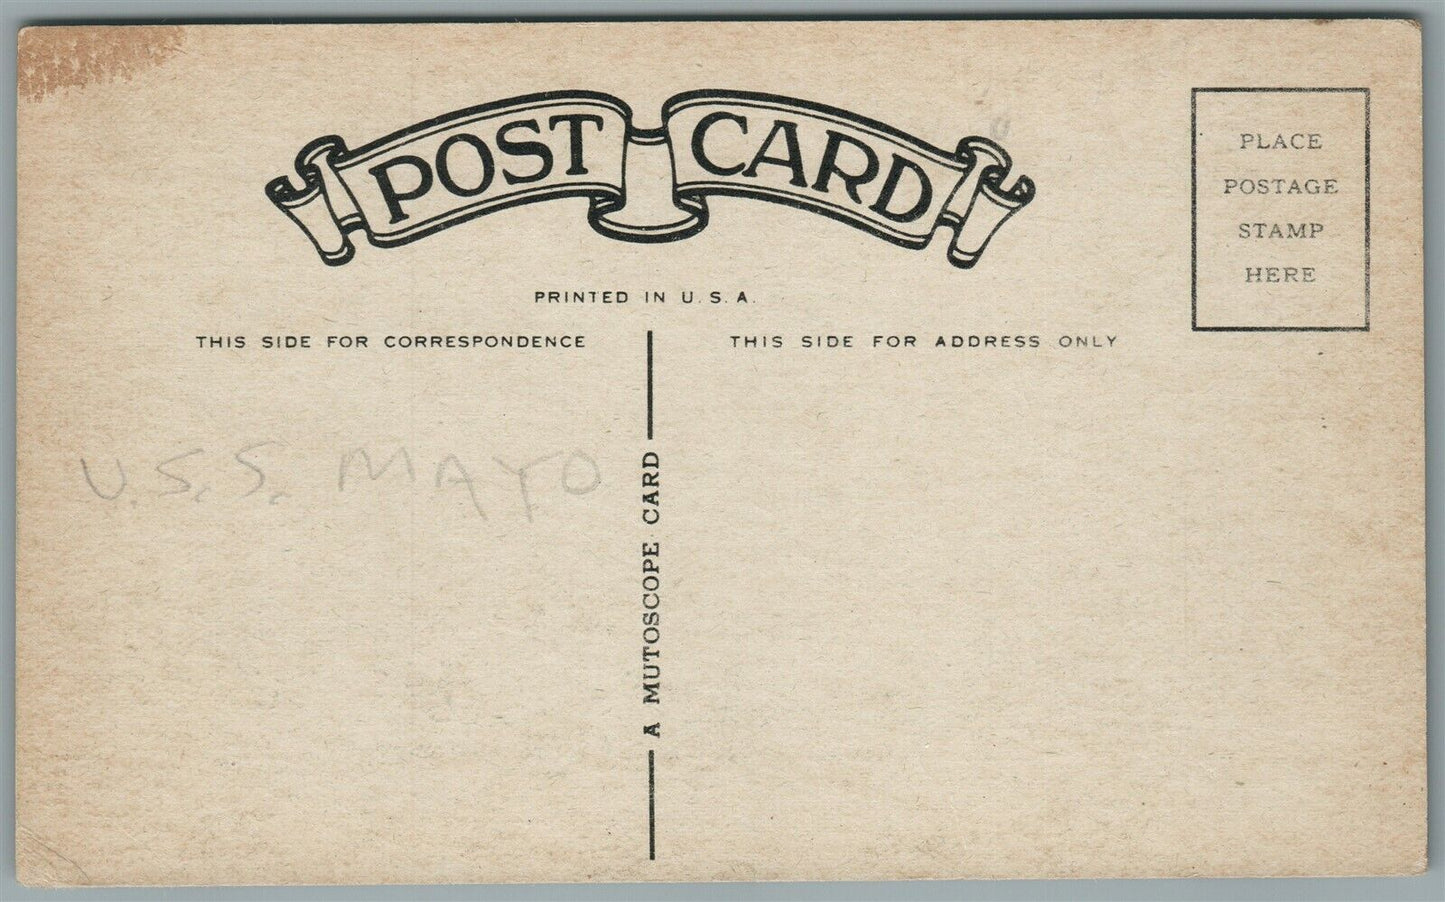 POST CARD
PLACE
POSTAGE
STAMP
HERE
PRINTED IN U.S.A.
THIS SIDE FOR CORRESPONDENCE
THIS SIDE FOR ADDRESS ONLY
U.S.S. MAYO
A MUTOSCOPE CARD